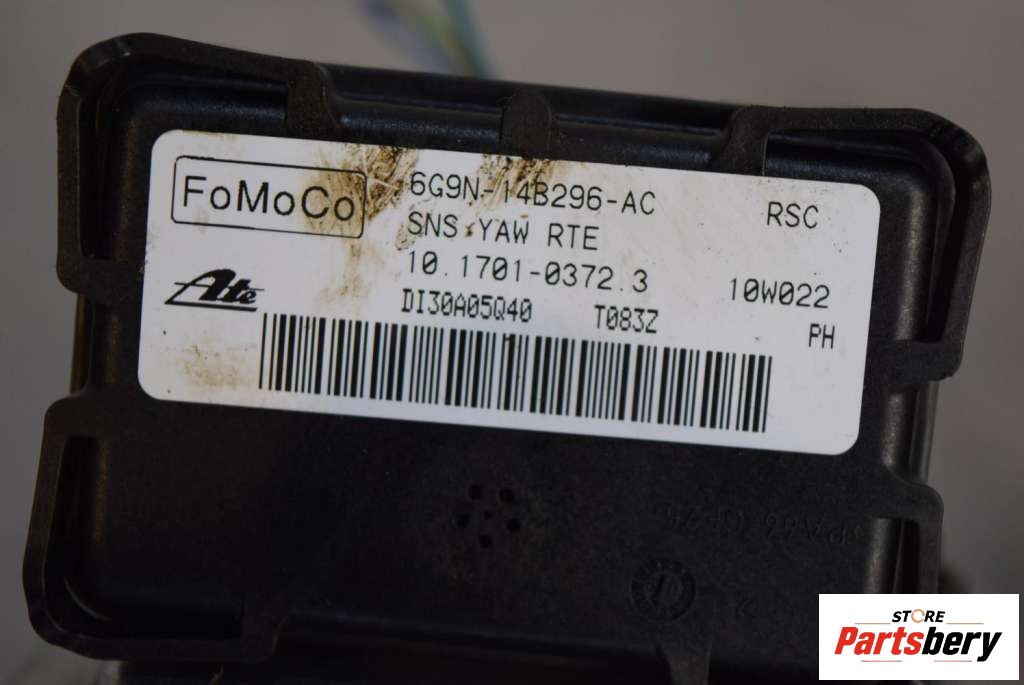 FoMoCo
6G9N-14B296-AC
RSC
SNS YAW RTE
10.1701-0372.3
10W022
Ate
DI30A05Q40
T083Z
PH
STORE
Partsbery